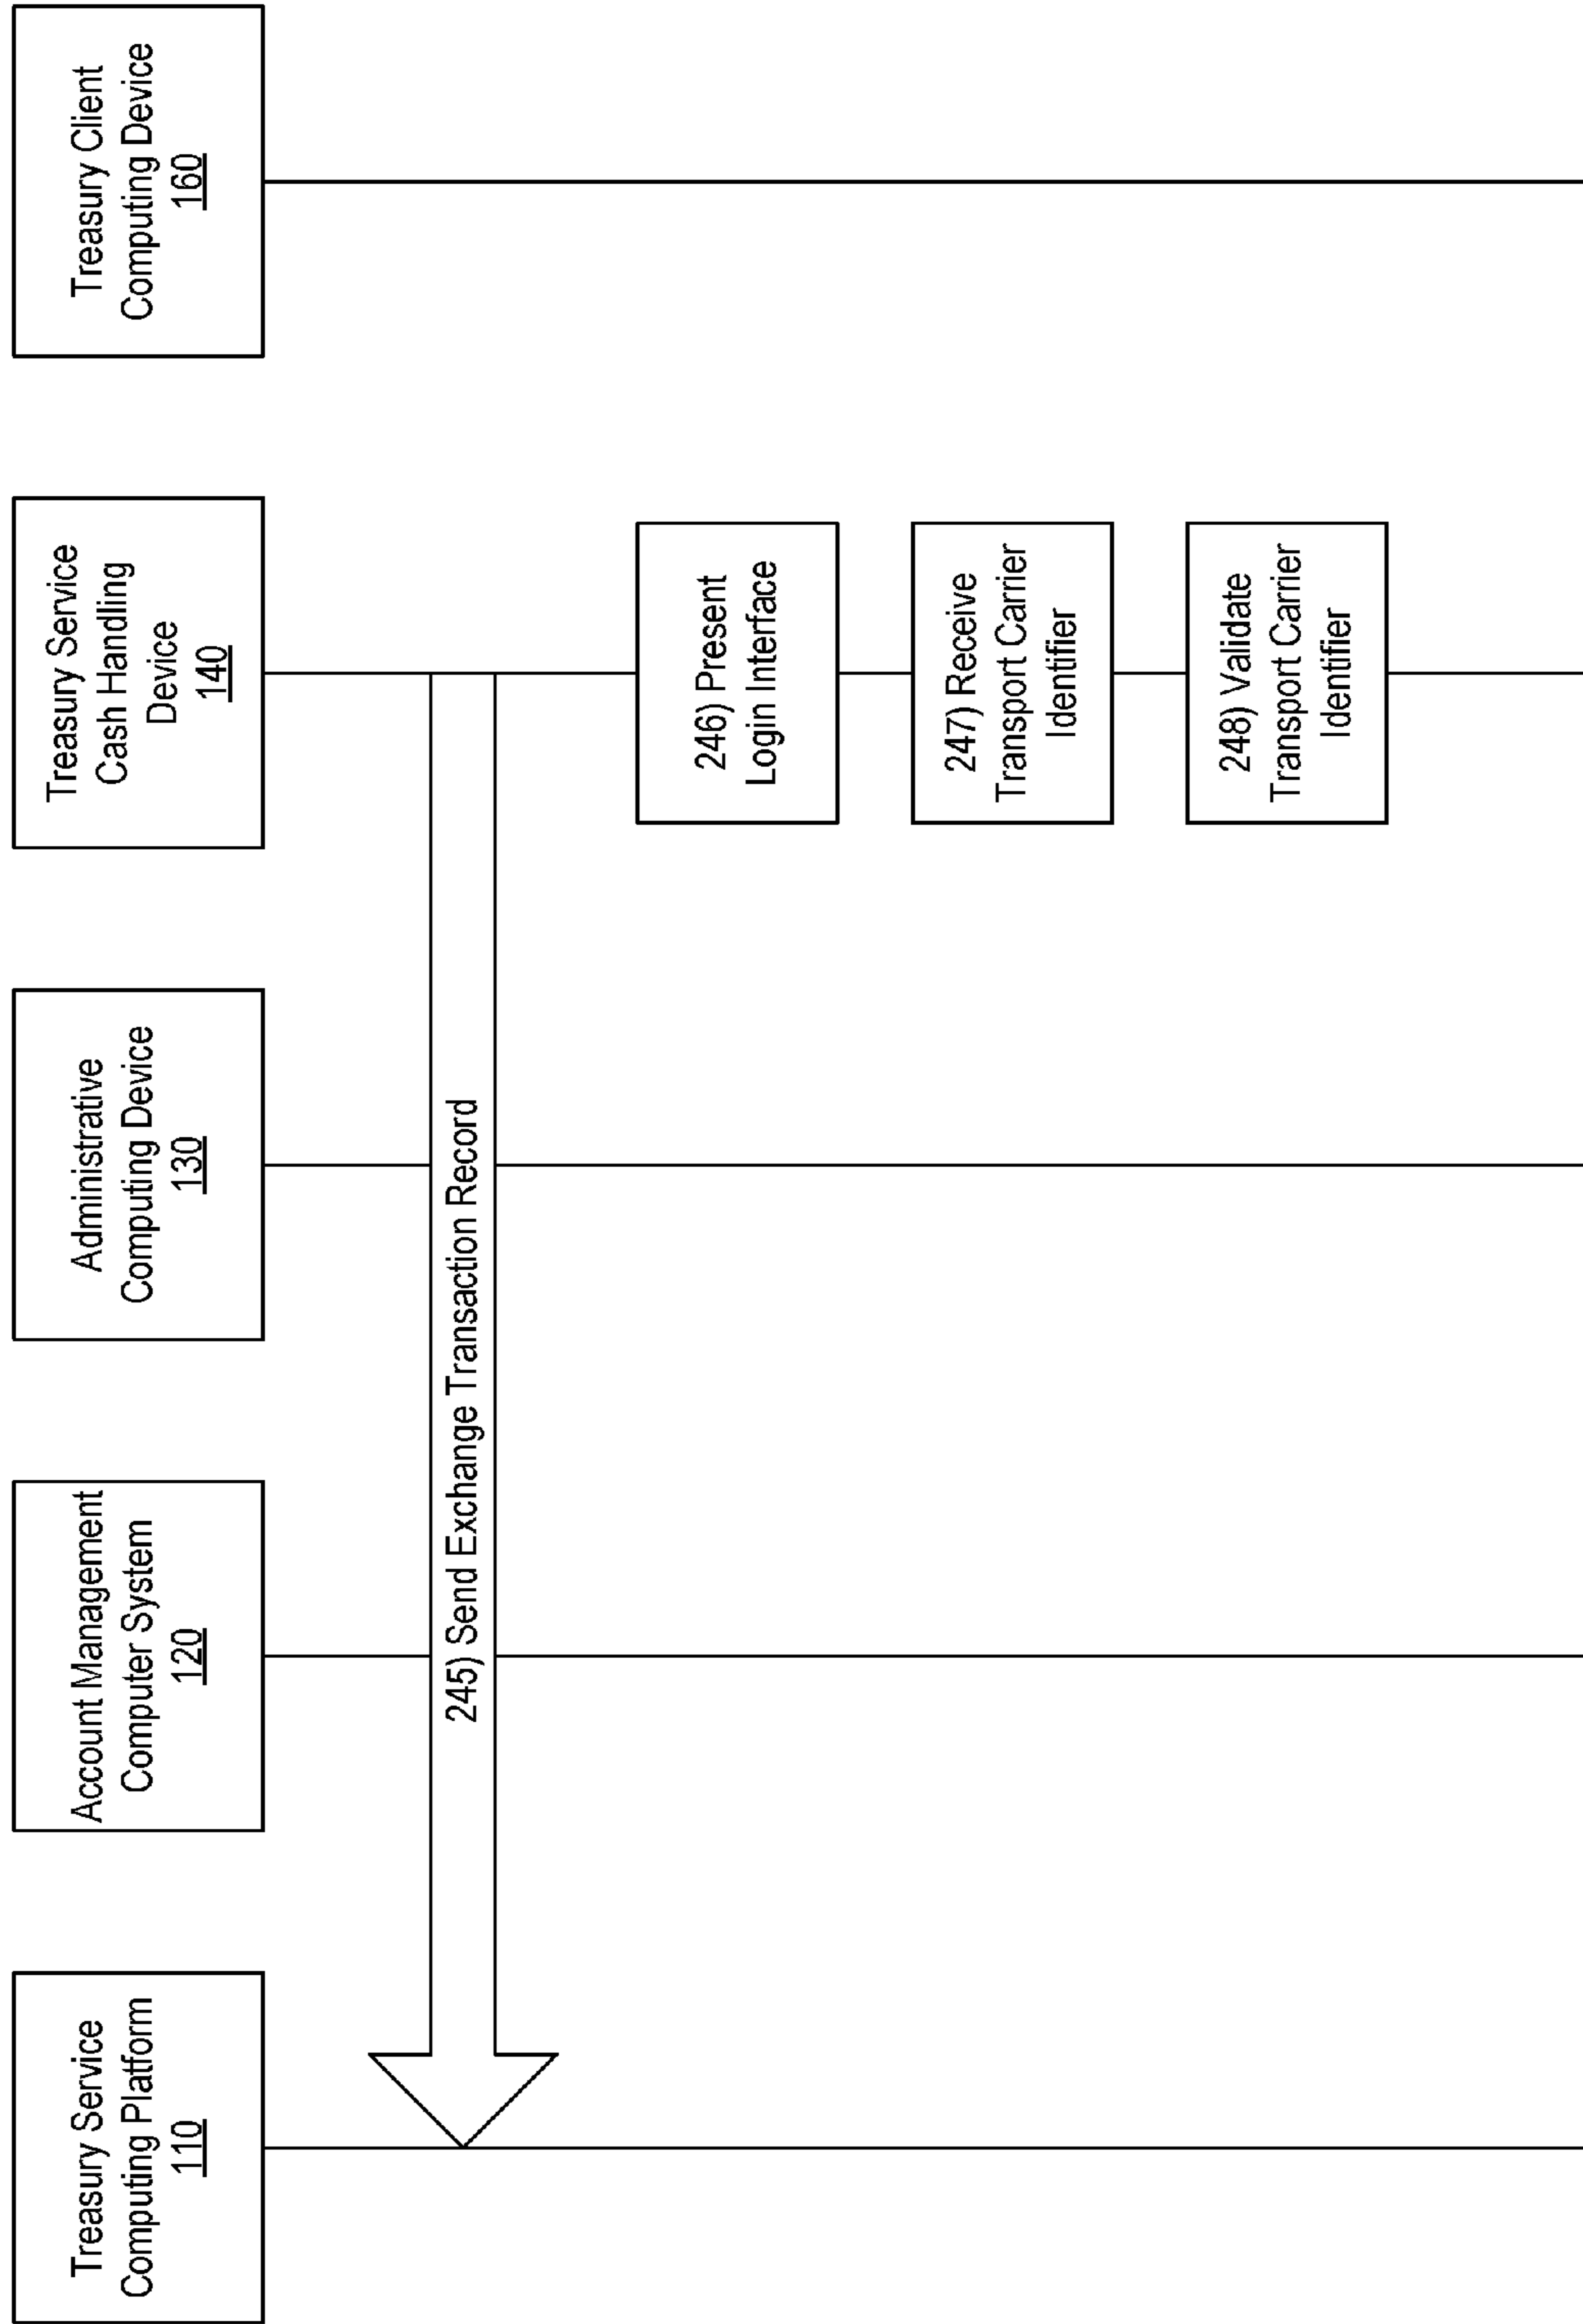 Treasury Service
Computing Platform
110
Account Management
Computer System
120
Administrative
Computing Device
130
Treasury Service
Cash Handling
Device
140
Treasury Client
Computing Device
160
245) Send Exchange Transaction Record
246) Present
Login Interface
247) Receive
Transport Carrier
Identifier
248) Validate
Transport Carrier
Identifier